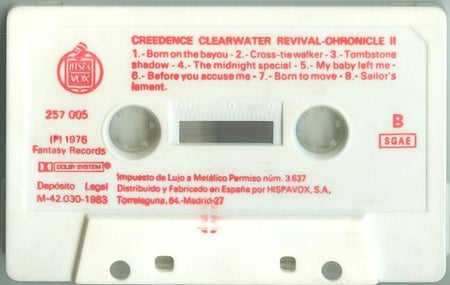 CREEDENCE CLEARWATER REVIVAL-OHRONICLE II
1.- Born on the bayou - 2.- Cross-tie walker - 3.- Tombstone
shadow - 4.- The midnight special - 5.- My baby left me -
6.- Before you accuse me - 7.- Born to move - 8.- Sailor's
lament.
HISPA
VOX
257 005
100 50 0
B
SGAE
(P) 1976
Fantasy Records
DOLBY SYSTEM
Impuesto de Lujo a Metálico Permiso núm. 3.637
Depósito Legal
Distribuido y Fabricado en España por HISPAVOX, S.A.
M-42.030-1983
Torrelaguna, 64.-Madrid-27